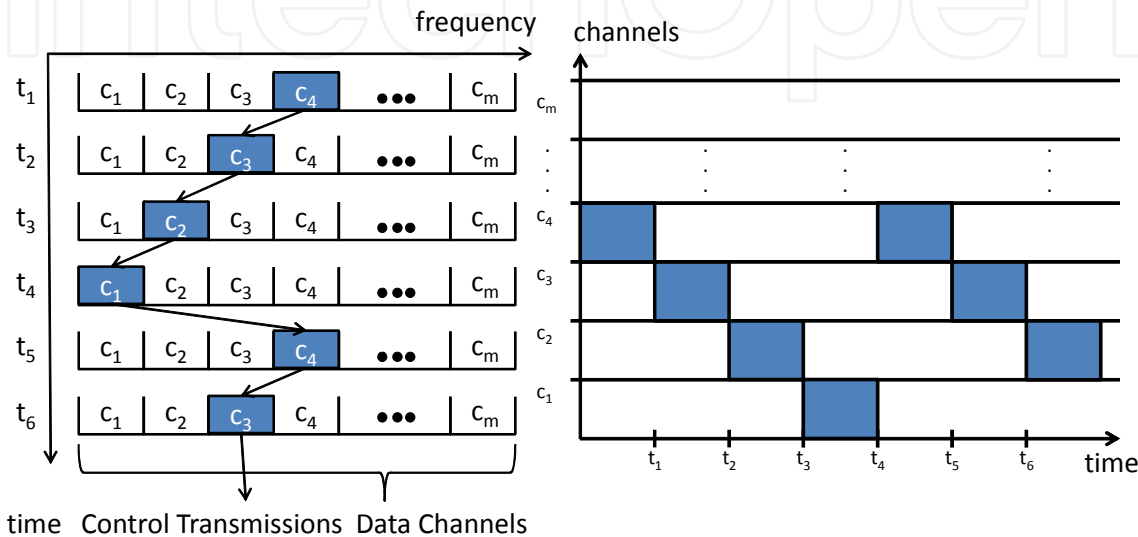 IntechOpen
frequency
t₁ c₁ c₂ c₃ c₄ ••• cₘ
t₂ c₁ c₂ c₃ c₄ ••• cₘ
t₃ c₁ c₂ c₃ c₄ ••• cₘ
t₄ c₁ c₂ c₃ c₄ ••• cₘ
t₅ c₁ c₂ c₃ c₄ ••• cₘ
t₆ c₁ c₂ c₃ c₄ ••• cₘ
time Control Transmissions Data Channels
channels
cₘ
c₄
c₃
c₂
c₁
t₁ t₂ t₃ t₄ t₅ t₆ time